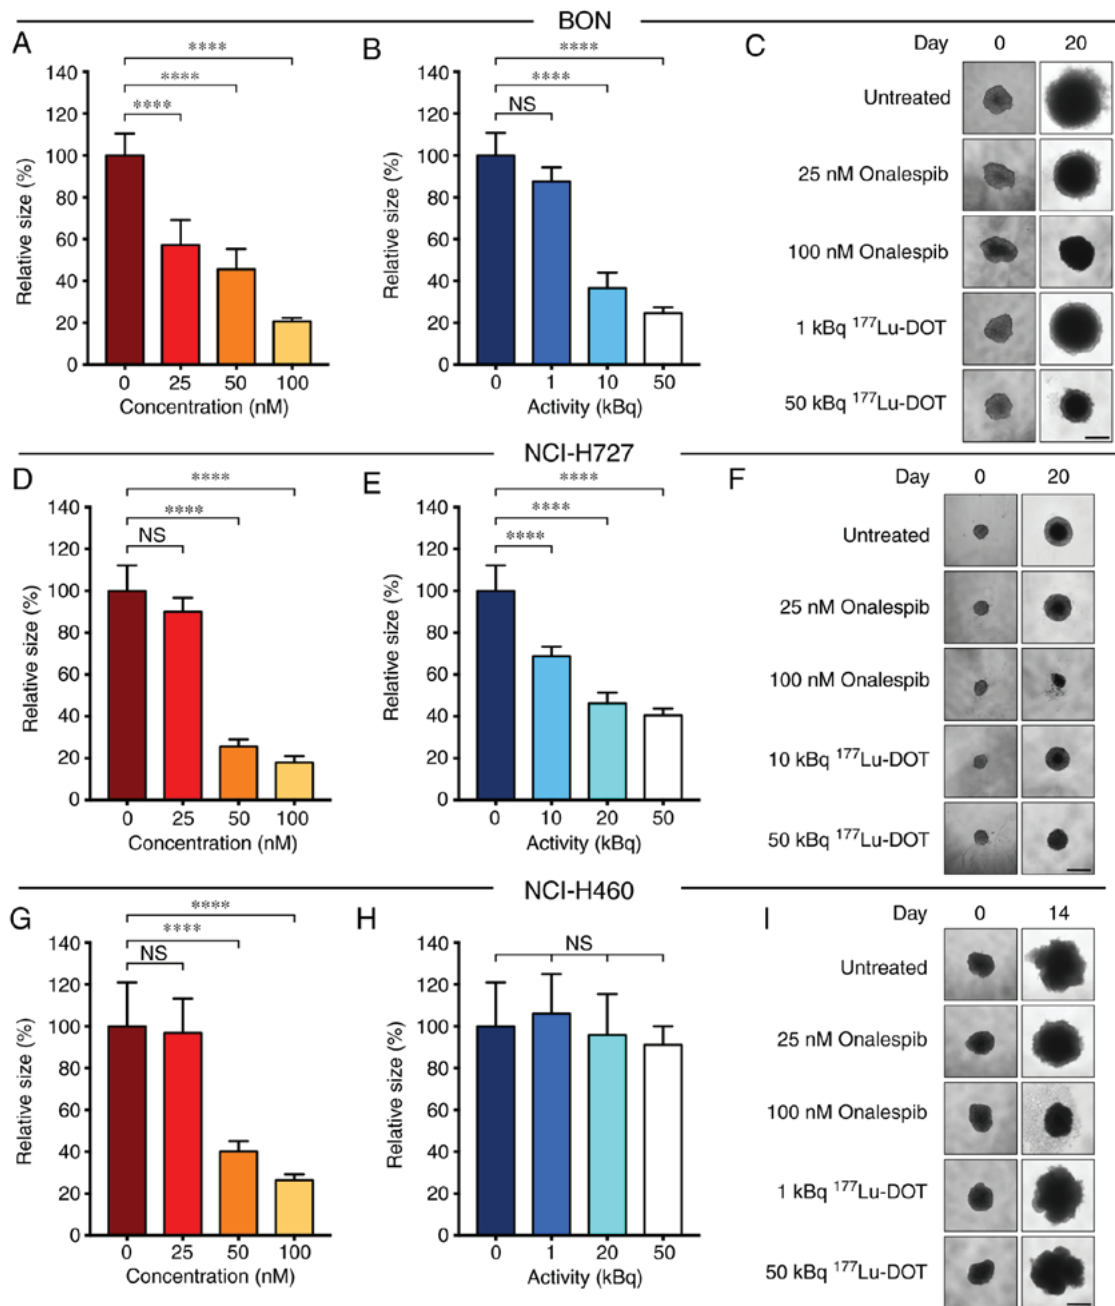 BON
A
****
****
****
140
120
100
80
60
40
20
0
Relative size (%)
0 25 50 100
Concentration (nM)
B
****
****
NS
140
120
100
80
60
40
20
0
Relative size (%)
0 1 10 50
Activity (kBq)
C
Day 0 20
Untreated
25 nM Onalespib
100 nM Onalespib
1 kBq ¹⁷⁷Lu-DOT
50 kBq ¹⁷⁷Lu-DOT
NCI-H727
D
****
****
NS
140
120
100
80
60
40
20
0
Relative size (%)
0 25 50 100
Concentration (nM)
E
****
****
****
140
120
100
80
60
40
20
0
Relative size (%)
0 10 20 50
Activity (kBq)
F
Day 0 20
Untreated
25 nM Onalespib
100 nM Onalespib
10 kBq ¹⁷⁷Lu-DOT
50 kBq ¹⁷⁷Lu-DOT
NCI-H460
G
****
****
NS
140
120
100
80
60
40
20
0
Relative size (%)
0 25 50 100
Concentration (nM)
H
NS
140
120
100
80
60
40
20
0
Relative size (%)
0 1 20 50
Activity (kBq)
I
Day 0 14
Untreated
25 nM Onalespib
100 nM Onalespib
1 kBq ¹⁷⁷Lu-DOT
50 kBq ¹⁷⁷Lu-DOT